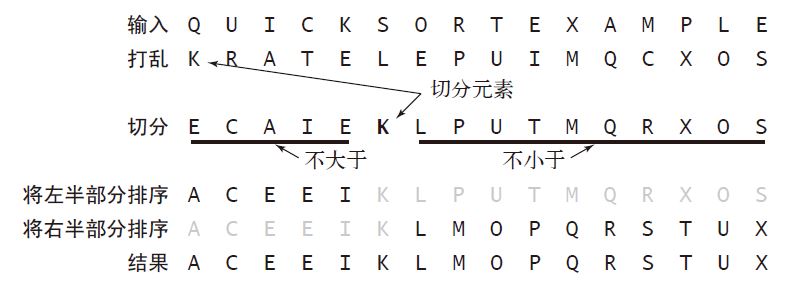 输入 Q U I C K S O R T E X A M P L E
打乱 K R A T E L E P U I M Q C X O S
切分元素
切分 E C A I E K L P U T M Q R X O S
不大于 不小于
将左半部分排序 A C E E I K L P U T M Q R X O S
将右半部分排序 A C E E I K L M O P Q R S T U X
结果 A C E E I K L M O P Q R S T U X